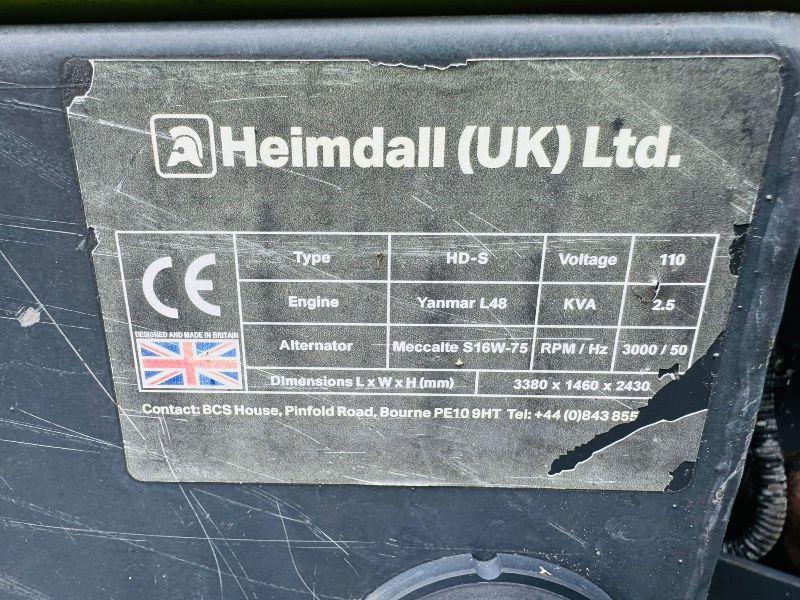 Heimdall (UK) Ltd.
CE
Type HD-S Voltage 110
Engine Yanmar L48 KVA 2.5
DESIGNED AND MADE IN BRITAIN
Alternator Meccalte S16W-75 RPM / Hz 3000 / 50
Dimensions L x W x H (mm) 3380 x 1460 x 2430
Contact: BCS House, Pinfold Road, Bourne PE10 9HT Tel: +44 (0)843 855